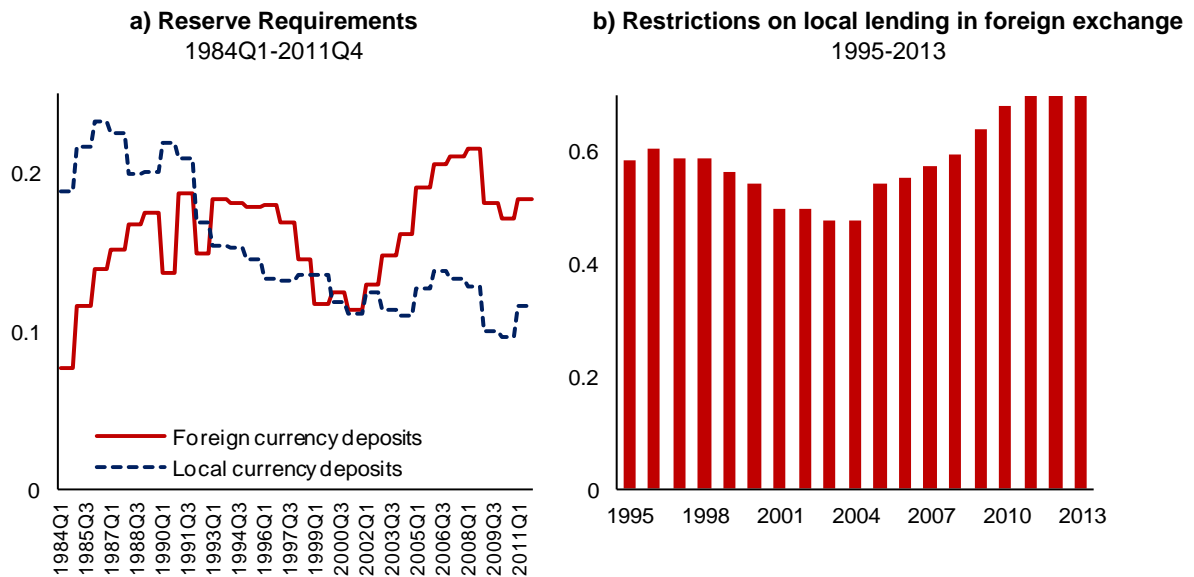 a) Reserve Requirements
1984Q1-2011Q4
0.2
0.1
0
Foreign currency deposits
Local currency deposits
1984Q1
1985Q3
1987Q1
1988Q3
1990Q1
1991Q3
1993Q1
1994Q3
1996Q1
1997Q3
1999Q1
2000Q3
2002Q1
2003Q3
2005Q1
2006Q3
2008Q1
2009Q3
2011Q1
b) Restrictions on local lending in foreign exchange
1995-2013
0.6
0.4
0.2
0
1995
1998
2001
2004
2007
2010
2013